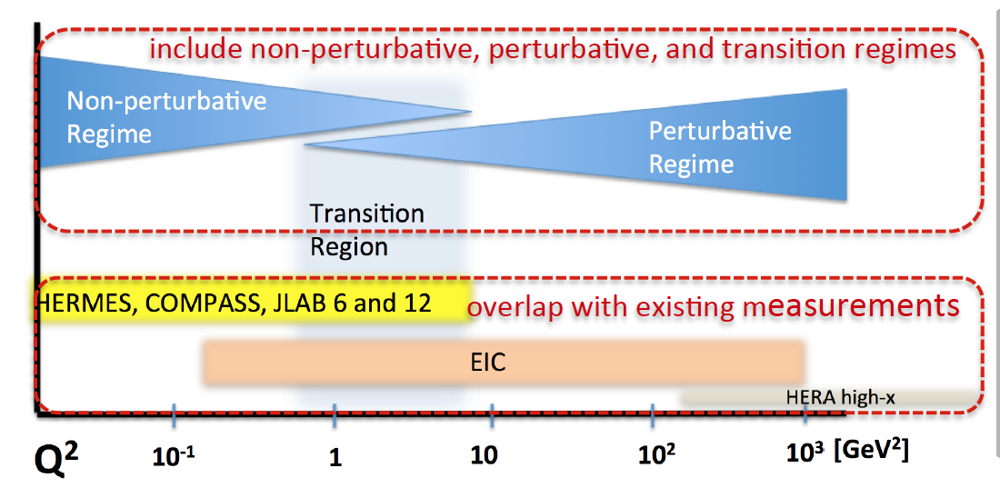 include non-perturbative, perturbative, and transition regimes
Non-perturbative
Regime
Perturbative
Regime
Transition
Region
HERMES, COMPASS, JLAB 6 and 12
overlap with existing measurements
EIC
HERA high-x
Q² 10⁻¹ 1 10 10² 10³ [GeV²]